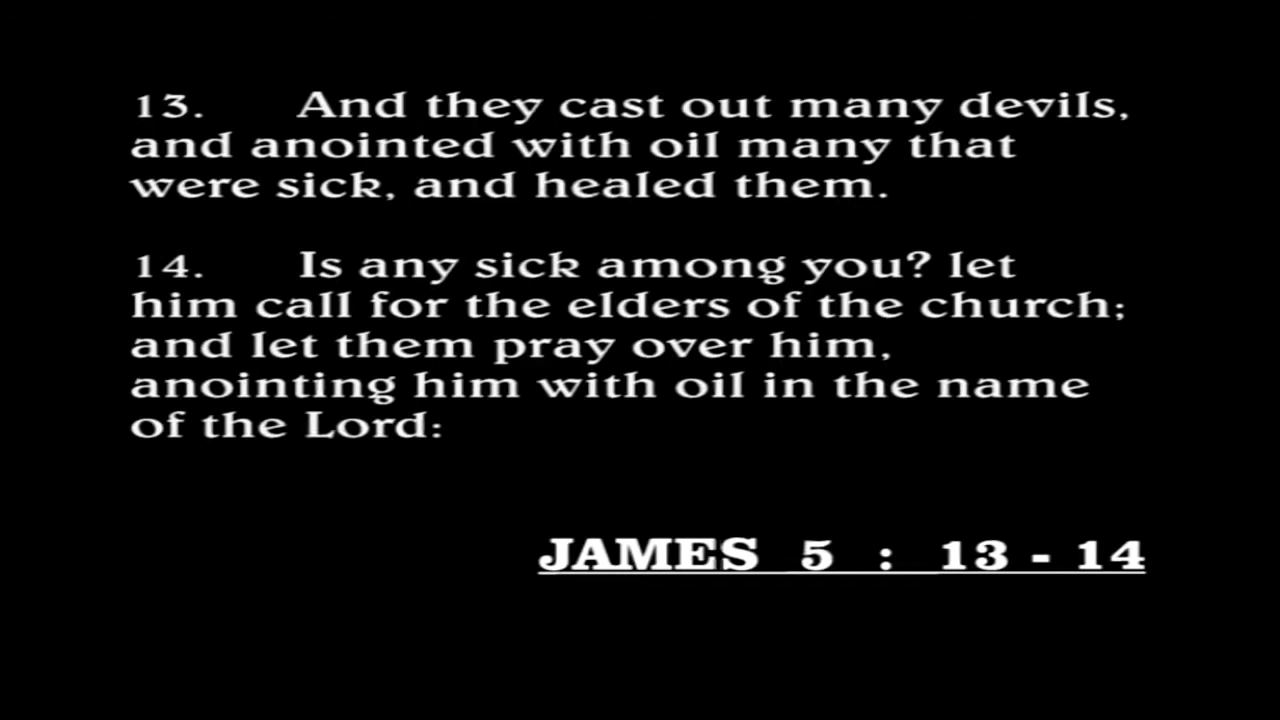 13. And they cast out many devils,
and anointed with oil many that
were sick, and healed them.
14. Is any sick among you? let
him call for the elders of the church;
and let them pray over him,
anointing him with oil in the name
of the Lord:
JAMES 5 : 13 - 14